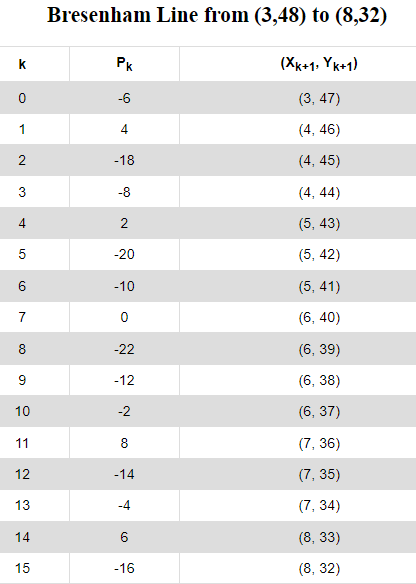 Bresenham Line from (3,48) to (8,32)
k Pk (Xk+1, Yk+1)
0 -6 (3, 47)
1 4 (4, 46)
2 -18 (4, 45)
3 -8 (4, 44)
4 2 (5, 43)
5 -20 (5, 42)
6 -10 (5, 41)
7 0 (6, 40)
8 -22 (6, 39)
9 -12 (6, 38)
10 -2 (6, 37)
11 8 (7, 36)
12 -14 (7, 35)
13 -4 (7, 34)
14 6 (8, 33)
15 -16 (8, 32)